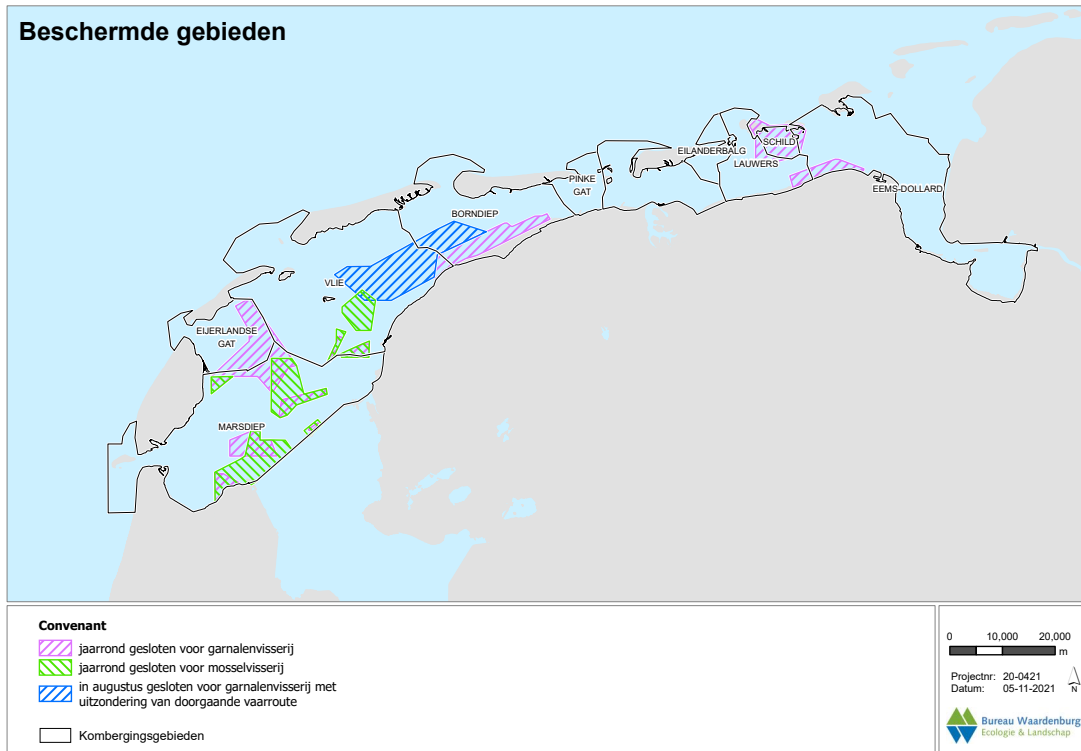 Beschermde gebieden
EILANDERBALG
SCHILD
LAUWERS
PINKE
GAT
EEMS-DOLLARD
BORNDIEP
VLIE
EIJERLANDSE
GAT
MARSDIEP
Convenant
jaarrond gesloten voor garnalenvisserij
jaarrond gesloten voor mosselvisserij
in augustus gesloten voor garnalenvisserij met
uitzondering van doorgaande vaarroute
Kombergingsgebieden
0 10,000 20,000
m
Projectnr: 20-0421
Datum: 05-11-2021
N
Bureau Waardenburg
Ecologie & Landschap